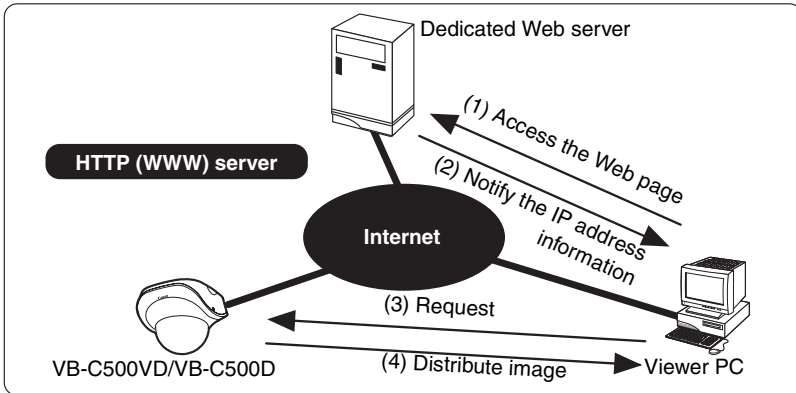 Dedicated Web server
(1) Access the Web page
HTTP (WWW) server
(2) Notify the IP address
information
Internet
(3) Request
(4) Distribute image
VB-C500VD/VB-C500D
Viewer PC